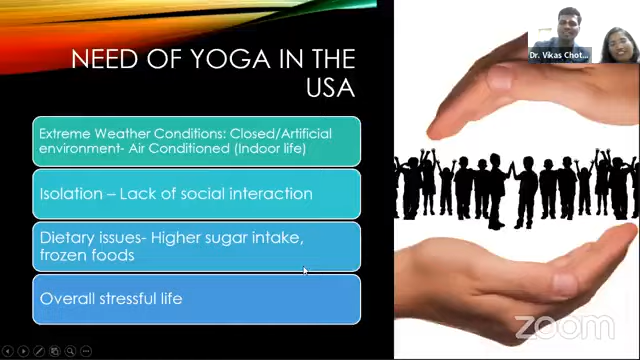 NEED OF YOGA IN THE
USA
Dr. Vikas Chot...
Extreme Weather Conditions: Closed/Artificial
environment- Air Conditioned (Indoor life)
Isolation – Lack of social interaction
Dietary issues- Higher sugar intake,
frozen foods
Overall stressful life
zoom